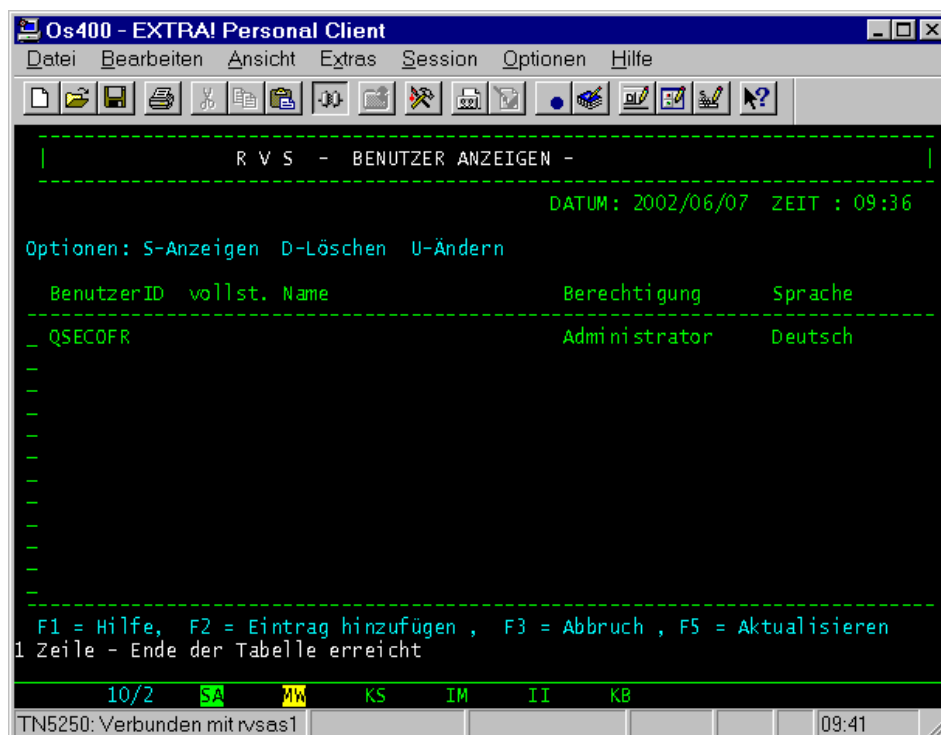 Os400 - EXTRA! Personal Client
Datei Bearbeiten Ansicht Extras Session Optionen Hilfe
R V S - BENUTZER ANZEIGEN -
DATUM: 2002/06/07 ZEIT : 09:36
Optionen: S-Anzeigen D-Löschen U-Ändern
BenutzerID vollst. Name Berechtigung Sprache
_ QSECOFR Administrator Deutsch
F1 = Hilfe, F2 = Eintrag hinzufügen , F3 = Abbruch , F5 = Aktualisieren
1 Zeile - Ende der Tabelle erreicht
10/2 SA MW KS IM II KB
TN5250: Verbunden mit rvsas1 09:41